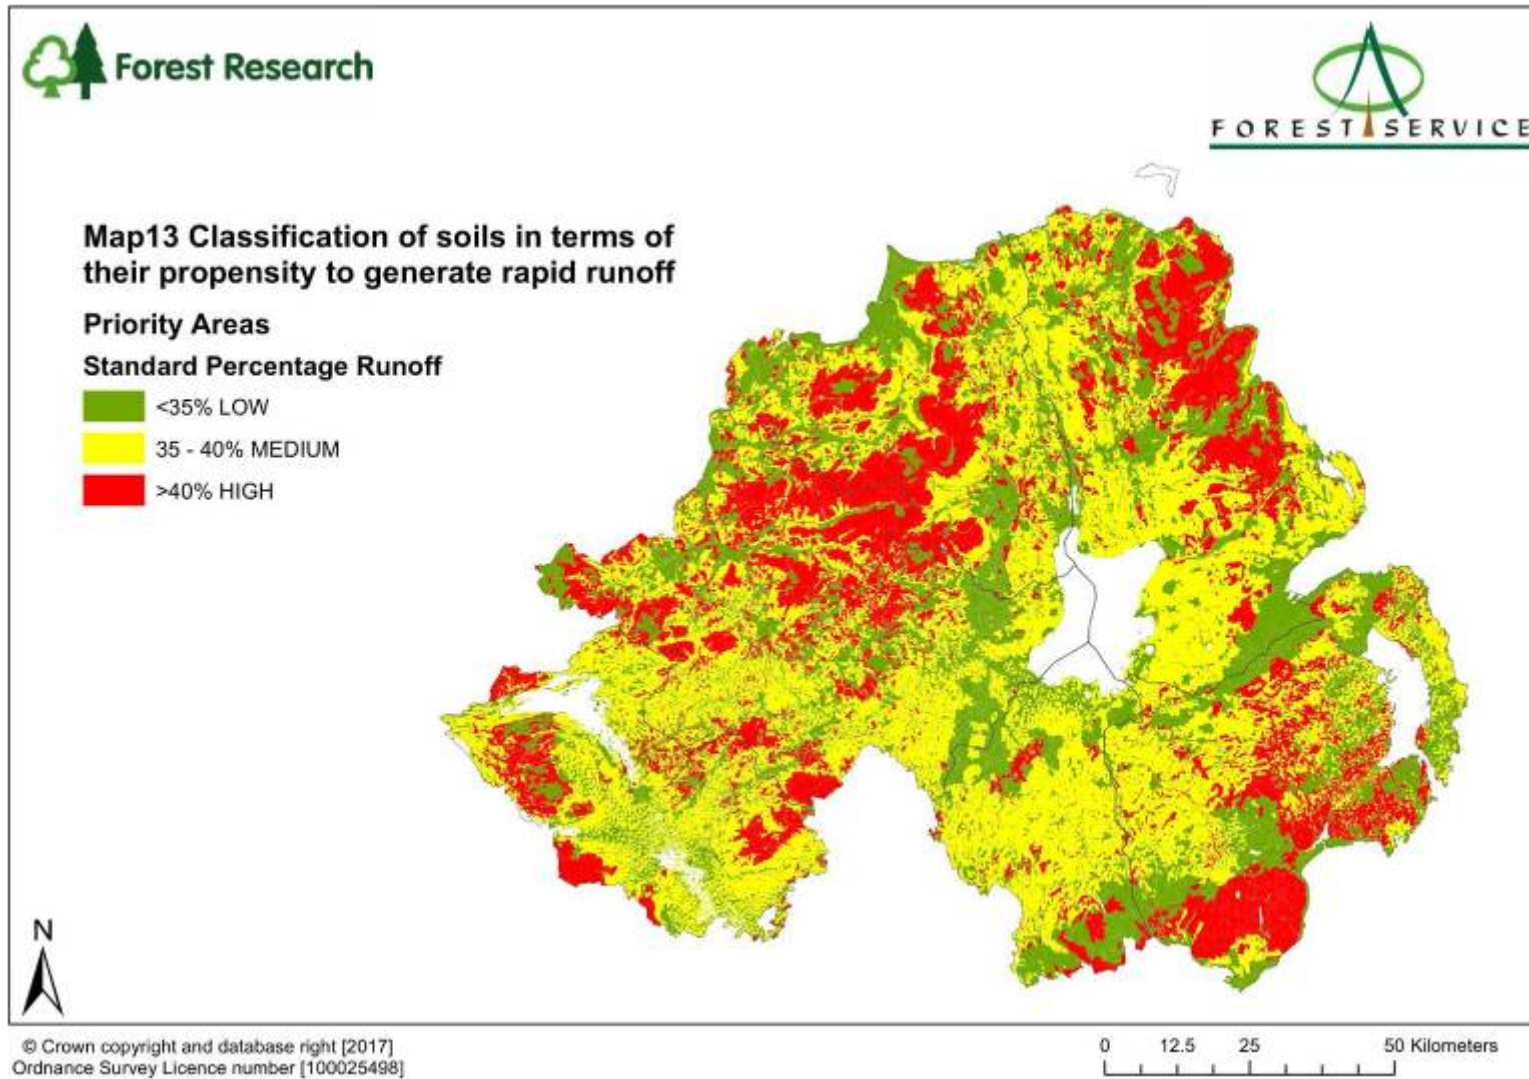 Forest Research
FOREST SERVICE
Map13 Classification of soils in terms of
their propensity to generate rapid runoff
Priority Areas
Standard Percentage Runoff
<35% LOW
35 - 40% MEDIUM
>40% HIGH
N
© Crown copyright and database right [2017]
Ordnance Survey Licence number [100025498]
0 12.5 25 50 Kilometers